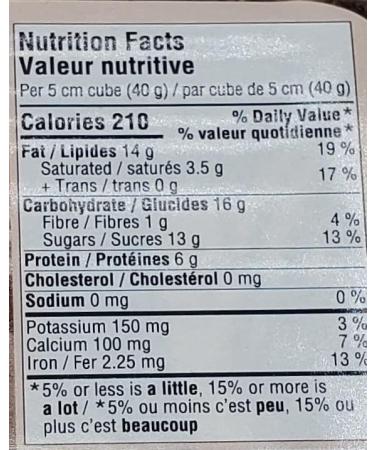 Nutrition Facts
Valeur nutritive
Per 5 cm cube (40 g) / par cube de 5 cm (40 g)
Calories 210
% Daily Value*
% valeur quotidienne*
Fat / Lipides 14 g 19 %
Saturated / saturés 3.5 g
+ Trans / trans 0 g 17 %
Carbohydrate / Glucides 16 g
Fibre / Fibres 1 g 4 %
Sugars / Sucres 13 g 13 %
Protein / Protéines 6 g
Cholesterol / Cholestérol 0 mg
Sodium 0 mg 0 %
Potassium 150 mg 3 %
Calcium 100 mg 7 %
Iron / Fer 2.25 mg 13 %
*5% or less is a little, 15% or more is
a lot / *5% ou moins c'est peu, 15% ou
plus c'est beaucoup